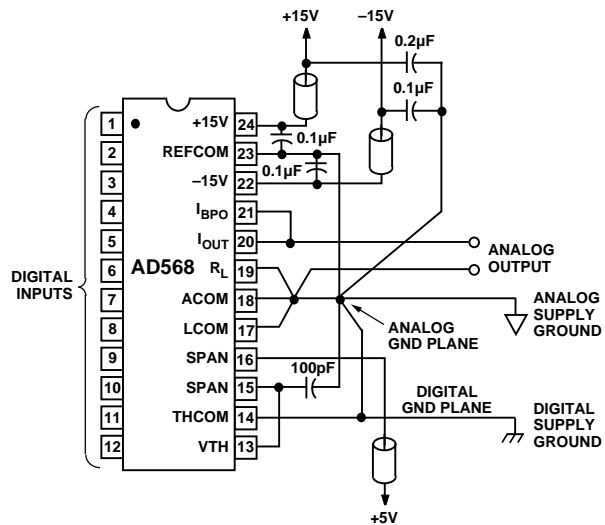 +15V
–15V
0.2µF
0.1µF
1
+15V
24
0.1µF
2
REFCOM
23
0.1µF
3
–15V
22
4
IBPO
21
5
IOUT
20
ANALOG
OUTPUT
DIGITAL
INPUTS
6
AD568
RL
19
7
ACOM
18
ANALOG
SUPPLY
GROUND
8
LCOM
17
ANALOG
GND PLANE
9
SPAN
16
100pF
10
SPAN
15
DIGITAL
GND PLANE
11
THCOM
14
DIGITAL
SUPPLY
GROUND
12
VTH
13
+5V